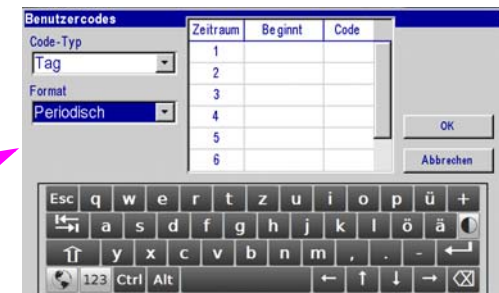 Benutzercodes
Code-Typ
Tag
Format
Periodisch
Zeitraum Beginnt Code
1
2
3
4
5
6
OK
Abbrechen
Esc q w e r t z u i o p ü +
a s d f g h j k l ö ä
y x c v b n m , . -
123 Ctrl Alt ← ↑ ↓ →